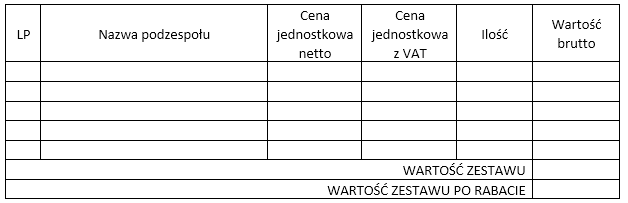 LP
Nazwa podzespołu
Cena
jednostkowa
netto
Cena
jednostkowa
z VAT
Ilość
Wartość
brutto
WARTOŚĆ ZESTAWU
WARTOŚĆ ZESTAWU PO RABACIE